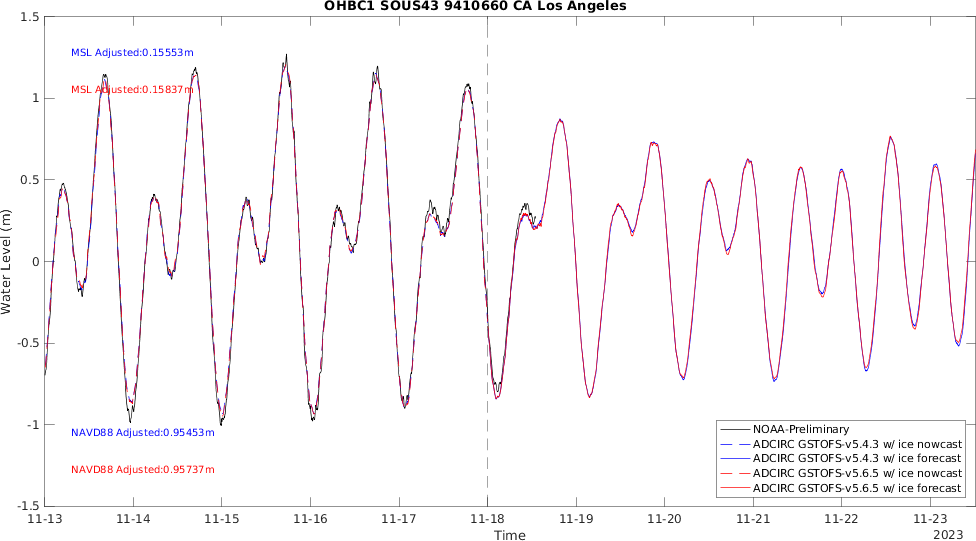 OHBC1 SOUS43 9410660 CA Los Angeles
1.5
1
0.5
0
-0.5
-1
-1.5
Water Level (m)
MSL Adjusted:0.15553m
MSL Adjusted:0.15837m
NAVD88 Adjusted:0.95453m
NAVD88 Adjusted:0.95737m
NOAA-Preliminary
ADCIRC GSTOFS-v5.4.3 w/ ice nowcast
ADCIRC GSTOFS-v5.4.3 w/ ice forecast
ADCIRC GSTOFS-v5.6.5 w/ ice nowcast
ADCIRC GSTOFS-v5.6.5 w/ ice forecast
11-13 11-14 11-15 11-16 11-17 11-18 11-19 11-20 11-21 11-22 11-23
Time
2023